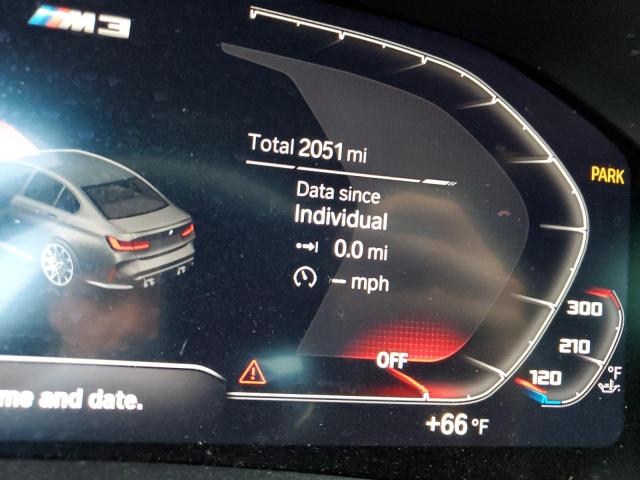 M3
Total 2051 mi
PARK
Data since
Individual
0.0 mi
– mph
300
210
OFF
120
°F
and date.
+66 °F